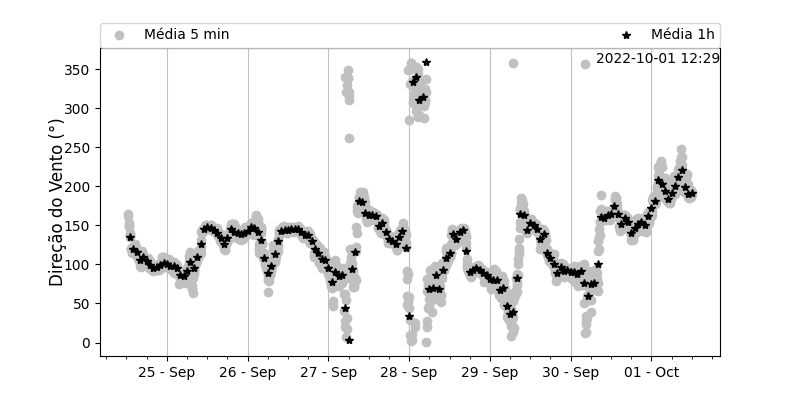 Média 5 min
Média 1h
2022-10-01 12:29
Direção do Vento (°)
350
300
250
200
150
100
50
0
25 - Sep
26 - Sep
27 - Sep
28 - Sep
29 - Sep
30 - Sep
01 - Oct